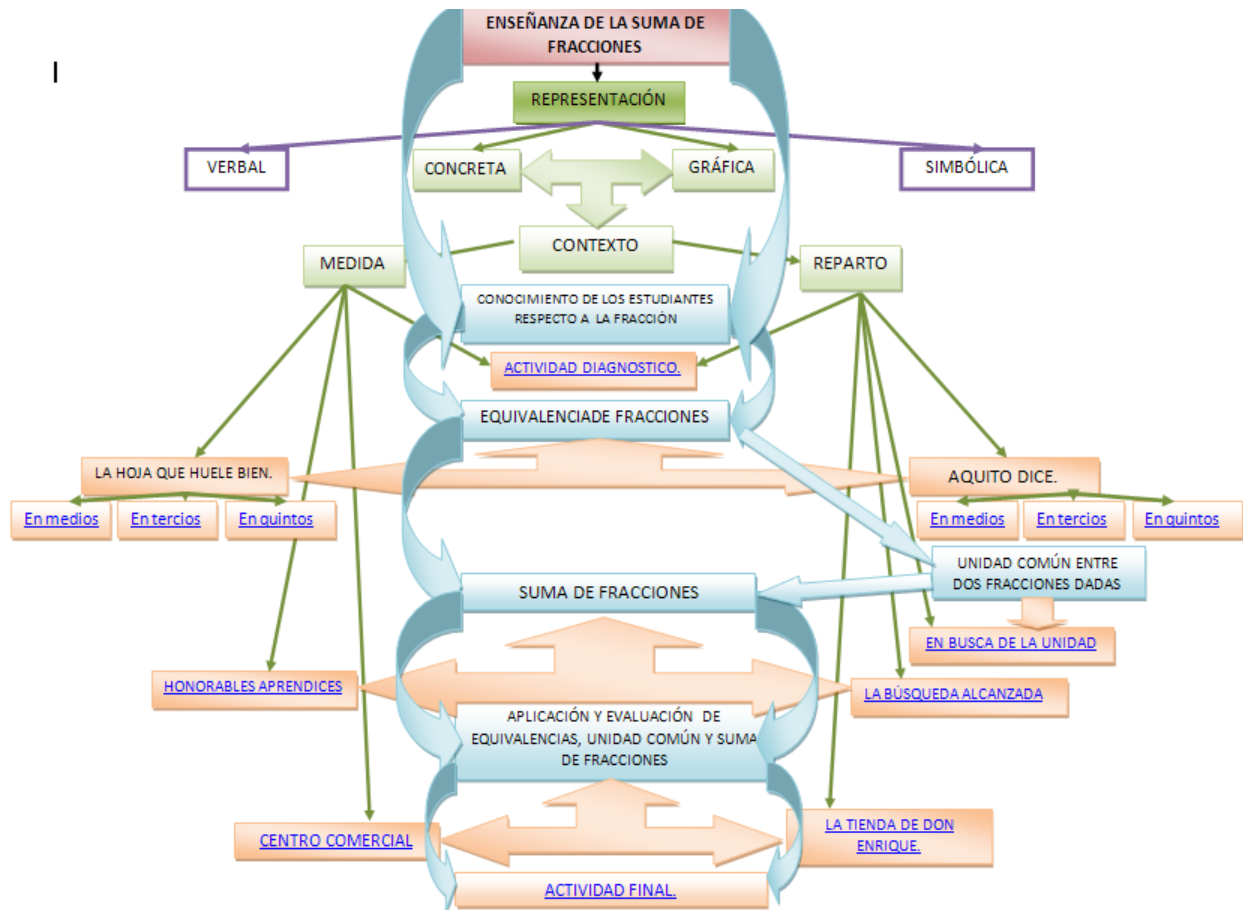 ENSEÑANZA DE LA SUMA DE
FRACCIONES
I
REPRESENTACIÓN
VERBAL
CONCRETA
GRÁFICA
SIMBÓLICA
CONTEXTO
MEDIDA
REPARTO
CONOCIMIENTO DE LOS ESTUDIANTES
RESPECTO A LA FRACCIÓN
ACTIVIDAD DIAGNOSTICO.
EQUIVALENCIADE FRACCIONES
LA HOJA QUE HUELE BIEN.
AQUITO DICE.
En medios
En tercios
En quintos
En medios
En tercios
En quintos
UNIDAD COMÚN ENTRE
DOS FRACCIONES DADAS
SUMA DE FRACCIONES
EN BUSCA DE LA UNIDAD
HONORABLES APRENDICES
LA BÚSQUEDA ALCANZADA
APLICACIÓN Y EVALUACIÓN DE
EQUIVALENCIAS, UNIDAD COMÚN Y SUMA
DE FRACCIONES
CENTRO COMERCIAL
LA TIENDA DE DON
ENRIQUE.
ACTIVIDAD FINAL.